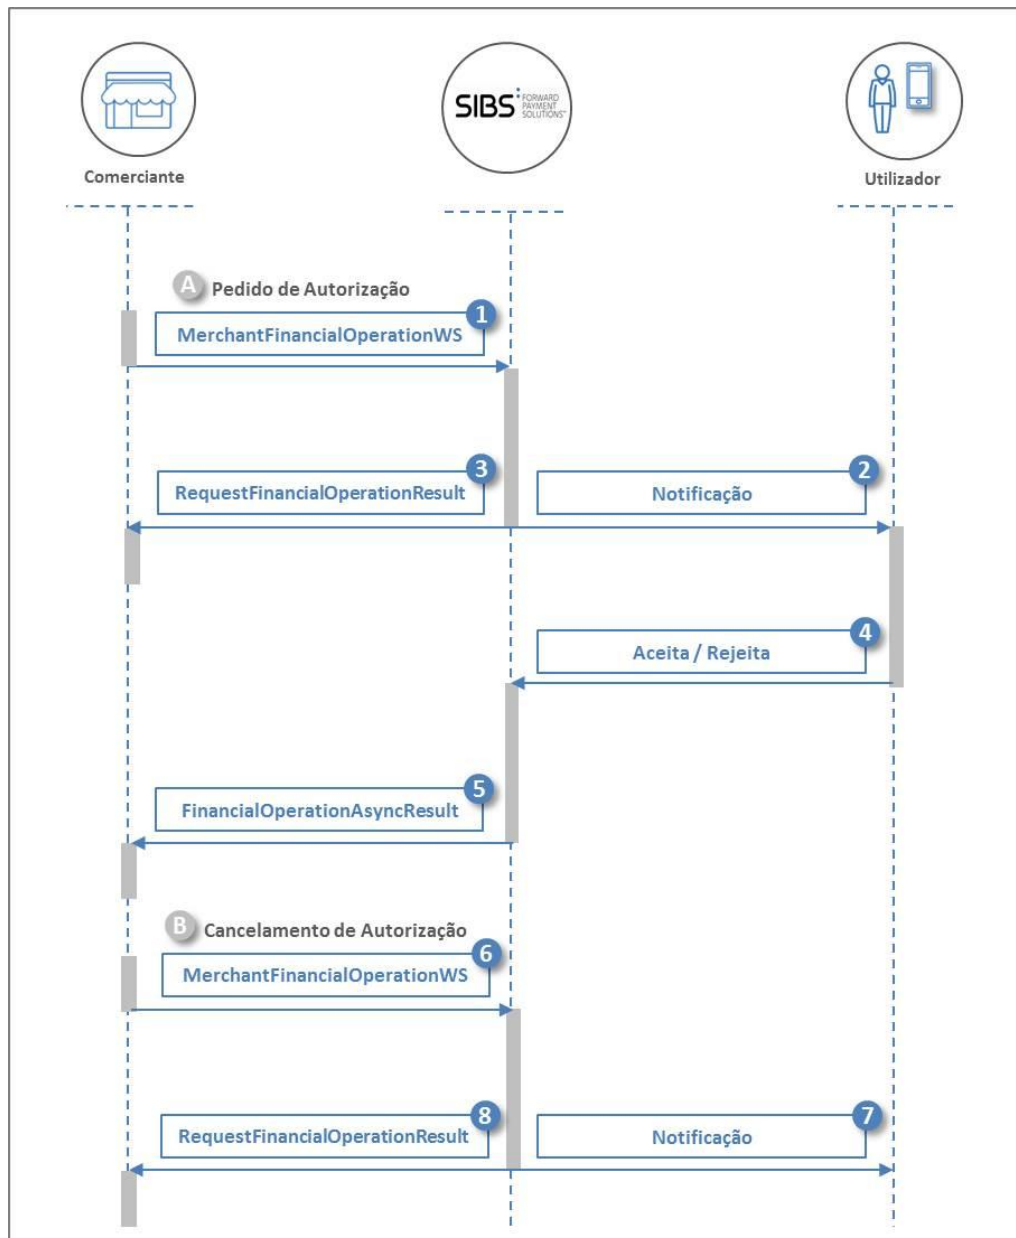 SIBS FORWARD
PAYMENT
SOLUTIONS™
Comerciante
Utilizador
A Pedido de Autorização
1
MerchantFinancialOperationWS
3
RequestFinancialOperationResult
2
Notificação
4
Aceita / Rejeita
5
FinancialOperationAsyncResult
B Cancelamento de Autorização
6
MerchantFinancialOperationWS
8
RequestFinancialOperationResult
7
Notificação